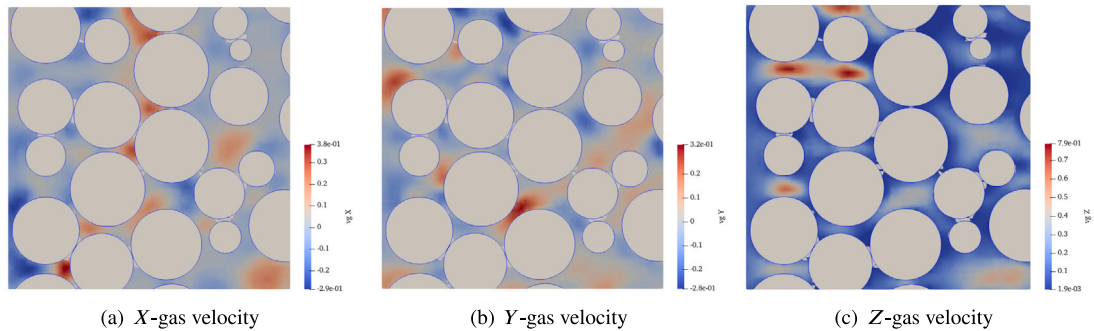 3.8e-01
0.3
0.2
0.1
0
-0.1
-0.2
-2.9e-01
vg X
3.2e-01
0.2
0.1
0
-0.1
-0.2
-2.8e-01
vg Y
7.9e-01
0.7
0.6
0.5
0.4
0.3
0.2
0.1
1.9e-03
vg Z
(a) X-gas velocity
(b) Y-gas velocity
(c) Z-gas velocity